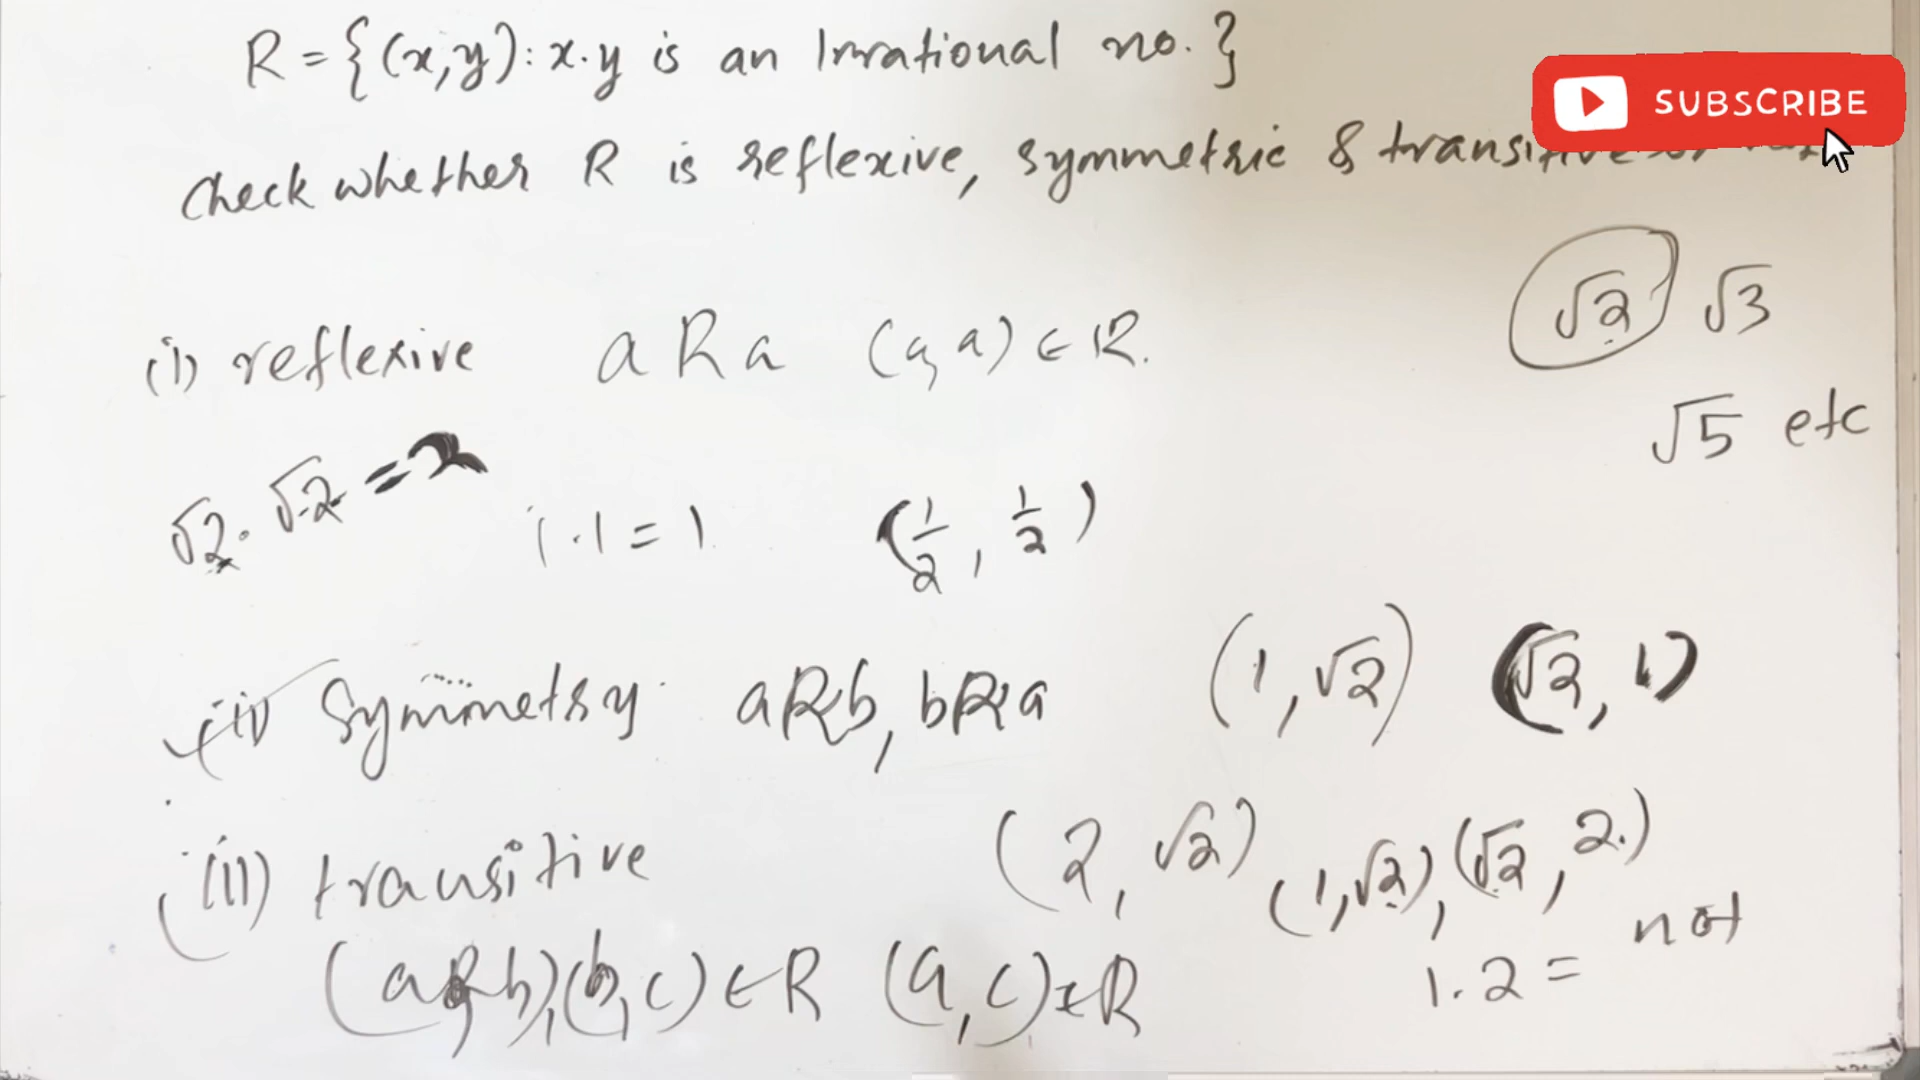 R = {(x,y) : x.y is an Irrational no. }
SUBSCRIBE
Check whether R is reflexive, symmetric & transitive
√2 √3
(i) reflexive a R a (a, a) ∈ R.
√5 etc
√2 . √2 = 2
1 . 1 = 1 (1/2, 1/2)
(ii) Symmetry aRb, bRa (1, √2) (√2, 1)
(iii) transitive (2, √2) (1, √2), (√2, 2.)
not
(a, b), (b, c) ∈ R (a, c) ∈ R 1 . 2 =